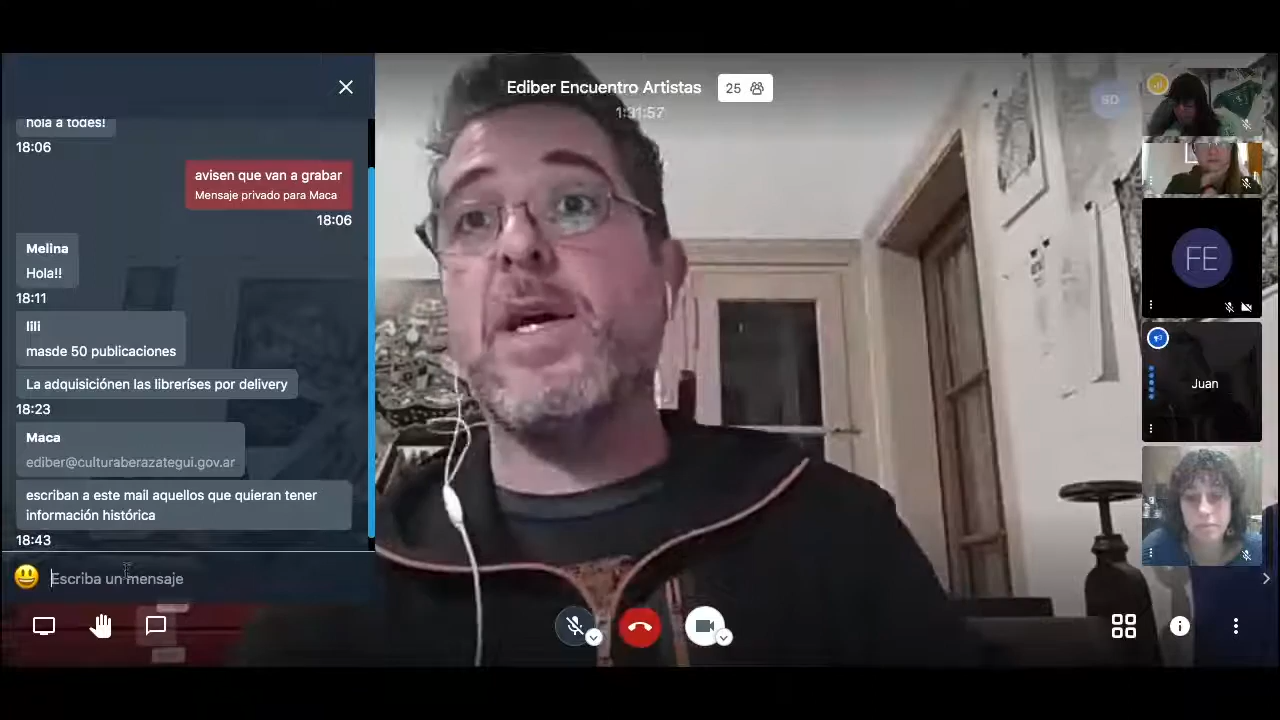 Ediber Encuentro Artistas
25
1:31:57
SD
hola a todes!
18:06
avisen que van a grabar
Mensaje privado para Maca
18:06
Melina
Hola!!
18:11
lili
masde 50 publicaciones
La adquisiciónen las libreríses por delivery
18:23
Maca
ediber@culturaberazategui.gov.ar
escriban a este mail aquellos que quieran tener
información histórica
18:43
Escriba un mensaje
FE
Juan